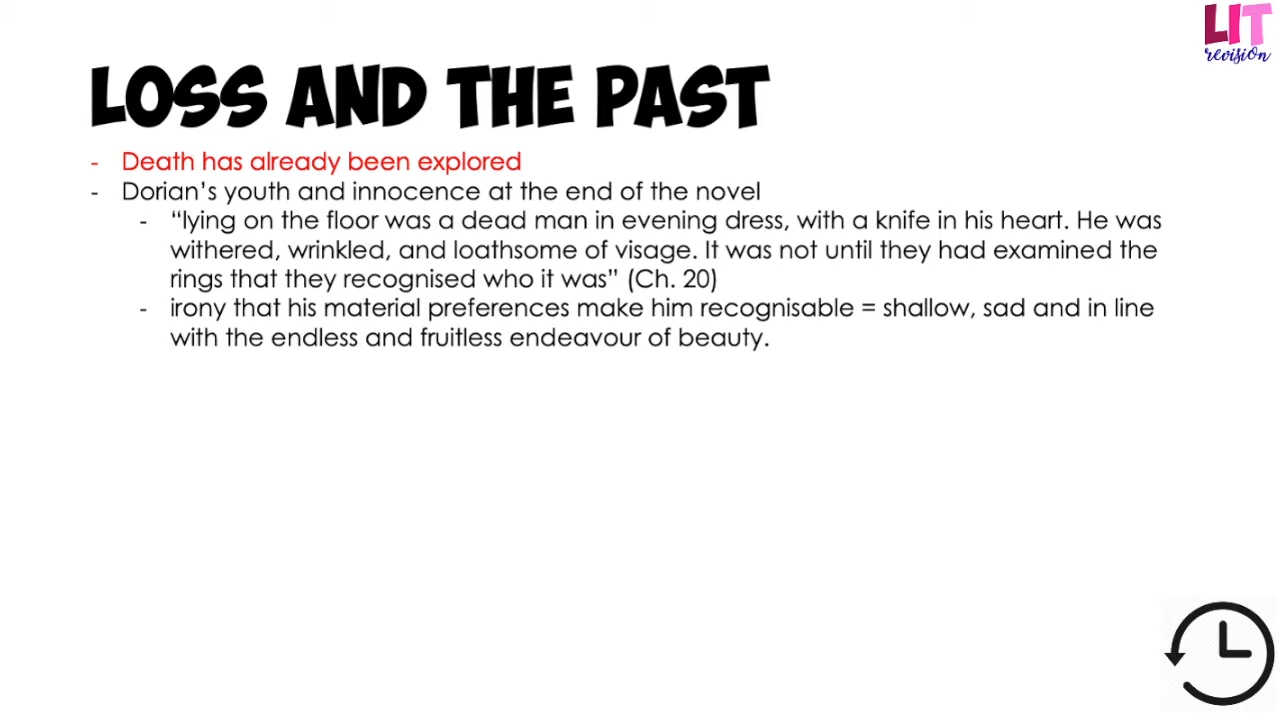 LIT
revision
LOSS AND THE PAST
- Death has already been explored
- Dorian’s youth and innocence at the end of the novel
- “lying on the floor was a dead man in evening dress, with a knife in his heart. He was
withered, wrinkled, and loathsome of visage. It was not until they had examined the
rings that they recognised who it was” (Ch. 20)
- irony that his material preferences make him recognisable = shallow, sad and in line
with the endless and fruitless endeavour of beauty.